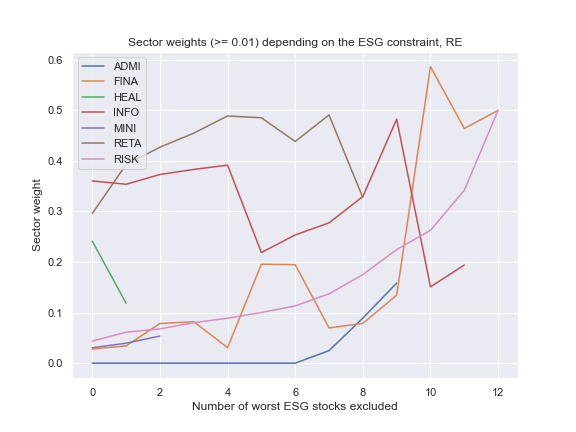 Sector weights (>= 0.01) depending on the ESG constraint, RE
0.6
0.5
0.4
0.3
0.2
0.1
0.0
Sector weight
ADMI
FINA
HEAL
INFO
MINI
RETA
RISK
0 2 4 6 8 10 12
Number of worst ESG stocks excluded